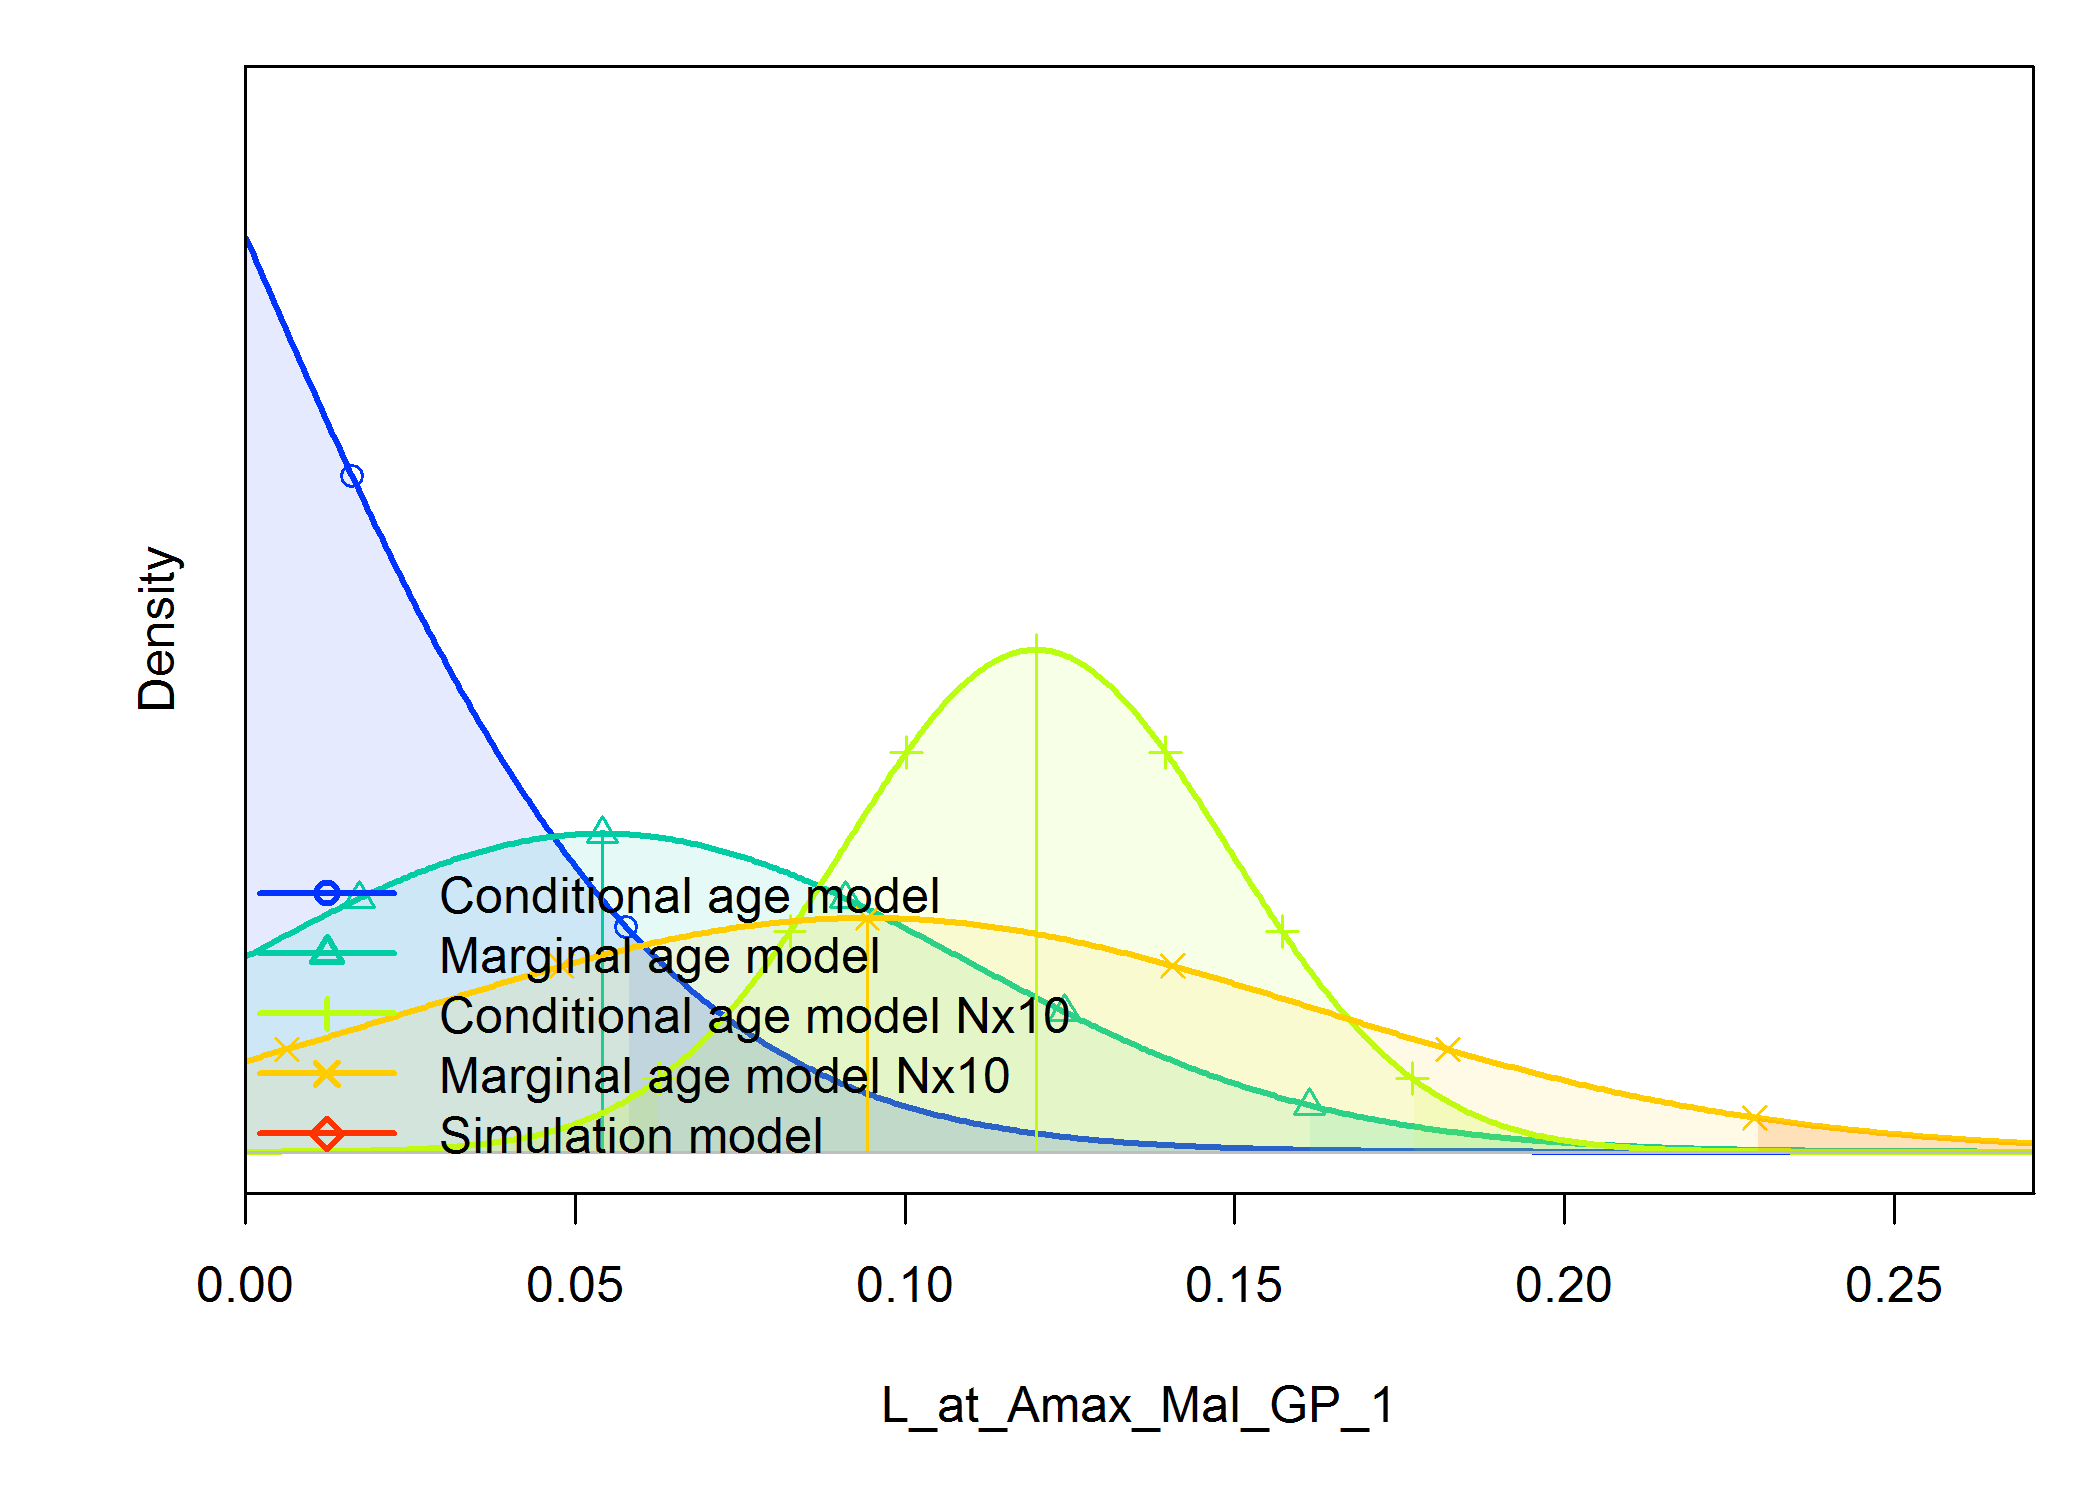 Density
Conditional age model
Marginal age model
Conditional age model Nx10
Marginal age model Nx10
Simulation model
0.00 0.05 0.10 0.15 0.20 0.25
L_at_Amax_Mal_GP_1